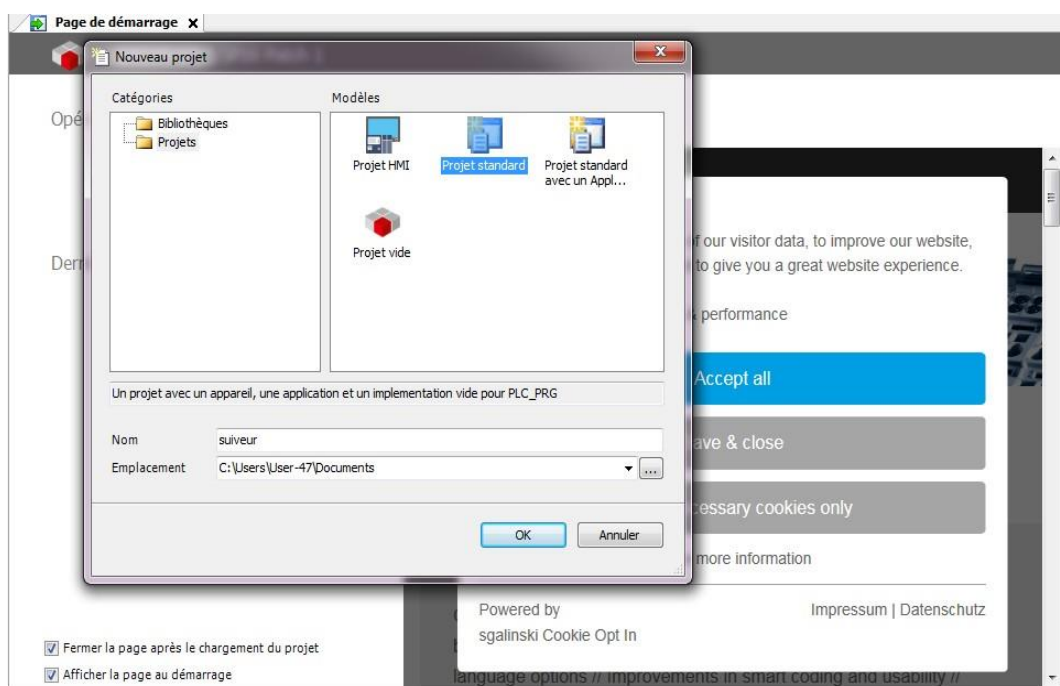 Page de démarrage
Nouveau projet
Catégories
Modèles
Bibliothèques
Projets
Projet HMI
Projet standard
Projet standard
avec un Appl...
Projet vide
Un projet avec un appareil, une application et un implementation vide pour PLC_PRG
Nom
suiveur
Emplacement
C:\Users\User-47\Documents
...
OK
Annuler
Opé
Derr
of our visitor data, to improve our website,
to give you a great website experience.
performance
Accept all
ave & close
cessary cookies only
more information
Powered by
sgalinski Cookie Opt In
Impressum | Datenschutz
language options // Improvements in smart coding and usability //
Fermer la page après le chargement du projet
Afficher la page au démarrage